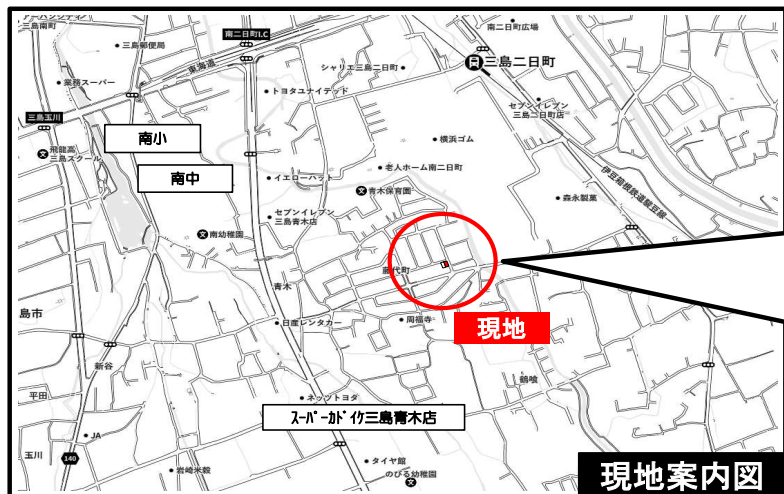 三島南町
三島郵便局
南二日町I.C
南二日町広場
東海道
シャリエ三島二日町
三島二日町
業務スーパー
トヨタユナイテッド
セブンイレブン
三島二日町店
三島玉川
南小
横浜ゴム
飛龍高
三島スクール
南中
イエローハット
老人ホーム南二日町
伊豆箱根鉄道駿豆線
青木保育園
森永製菓
セブンイレブン
三島青木店
南幼稚園
藤代町
青木
島市
日産レンタカー
周福寺
現地
新谷
鶴喰
平田
ネッツトヨタ
スーパーカドイケ三島青木店
玉川
JA
140
岩崎米穀
タイヤ館
のびる幼稚園
現地案内図